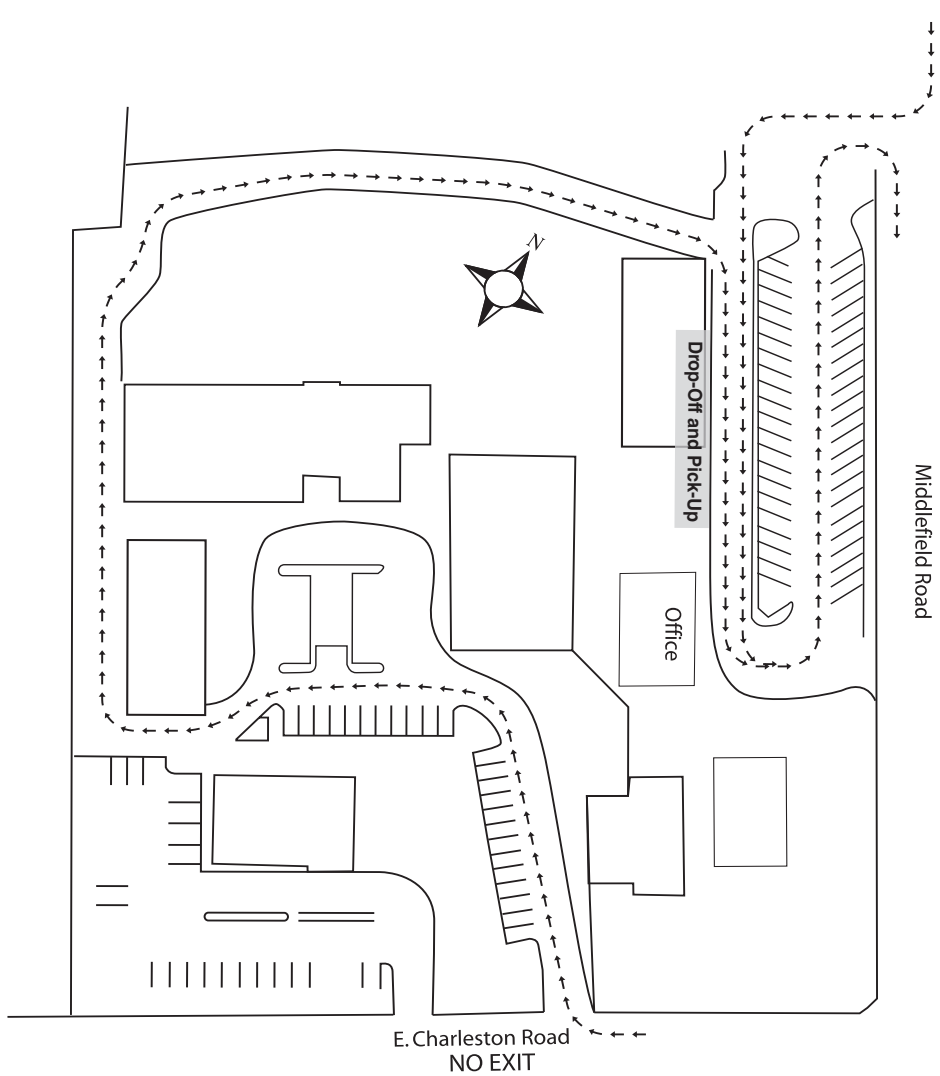 N
Drop-Off and Pick-Up
Middlefield Road
Office
E. Charleston Road
NO EXIT